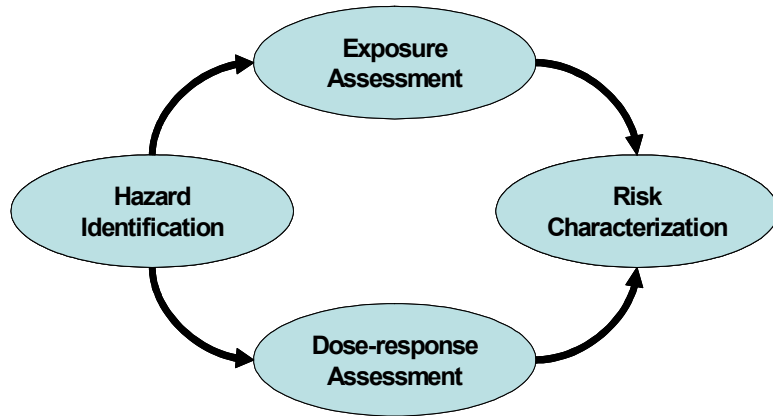 Exposure
Assessment
Hazard
Identification
Risk
Characterization
Dose-response
Assessment